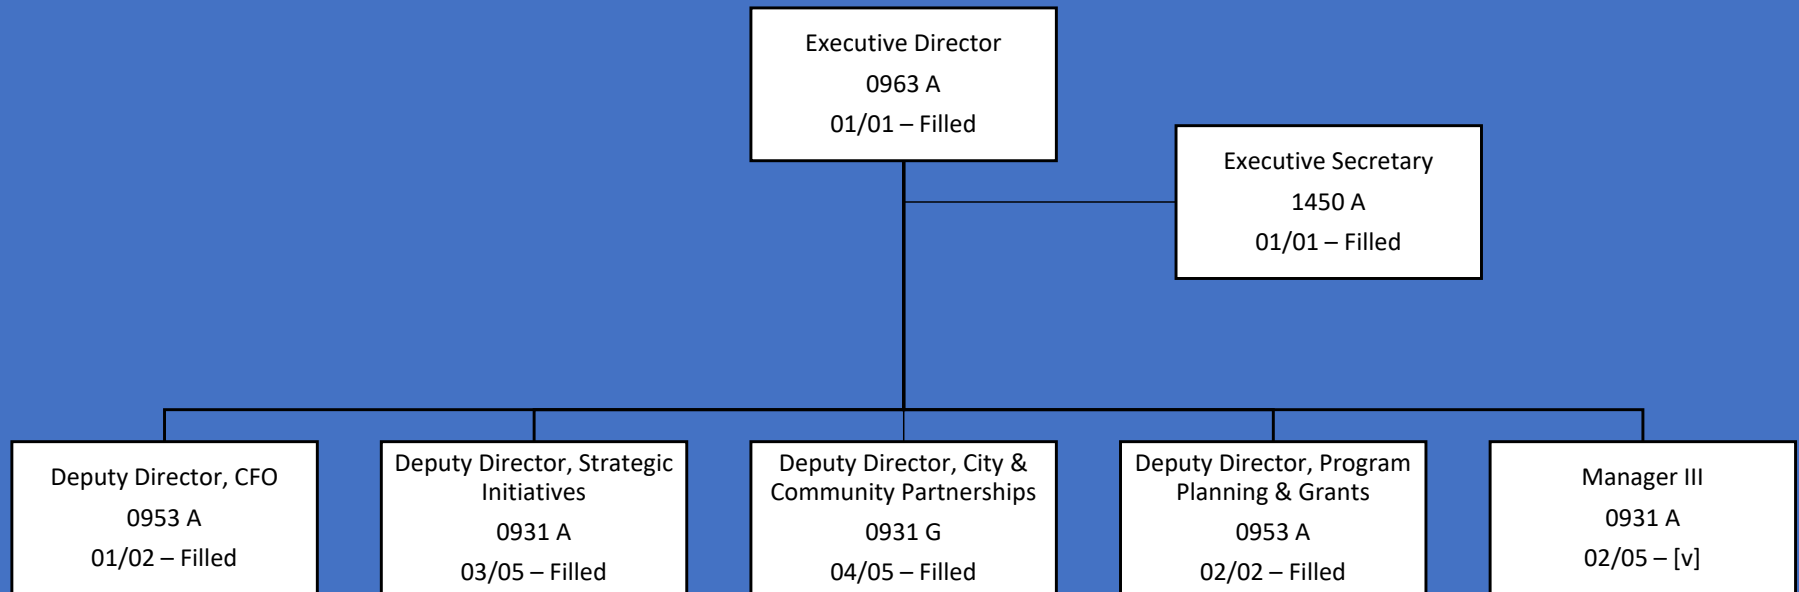 Executive Director
0963 A
01/01 – Filled
Executive Secretary
1450 A
01/01 – Filled
Deputy Director, CFO
0953 A
01/02 – Filled
Deputy Director, Strategic
Initiatives
0931 A
03/05 – Filled
Deputy Director, City &
Community Partnerships
0931 G
04/05 – Filled
Deputy Director, Program
Planning & Grants
0953 A
02/02 – Filled
Manager III
0931 A
02/05 – [v]